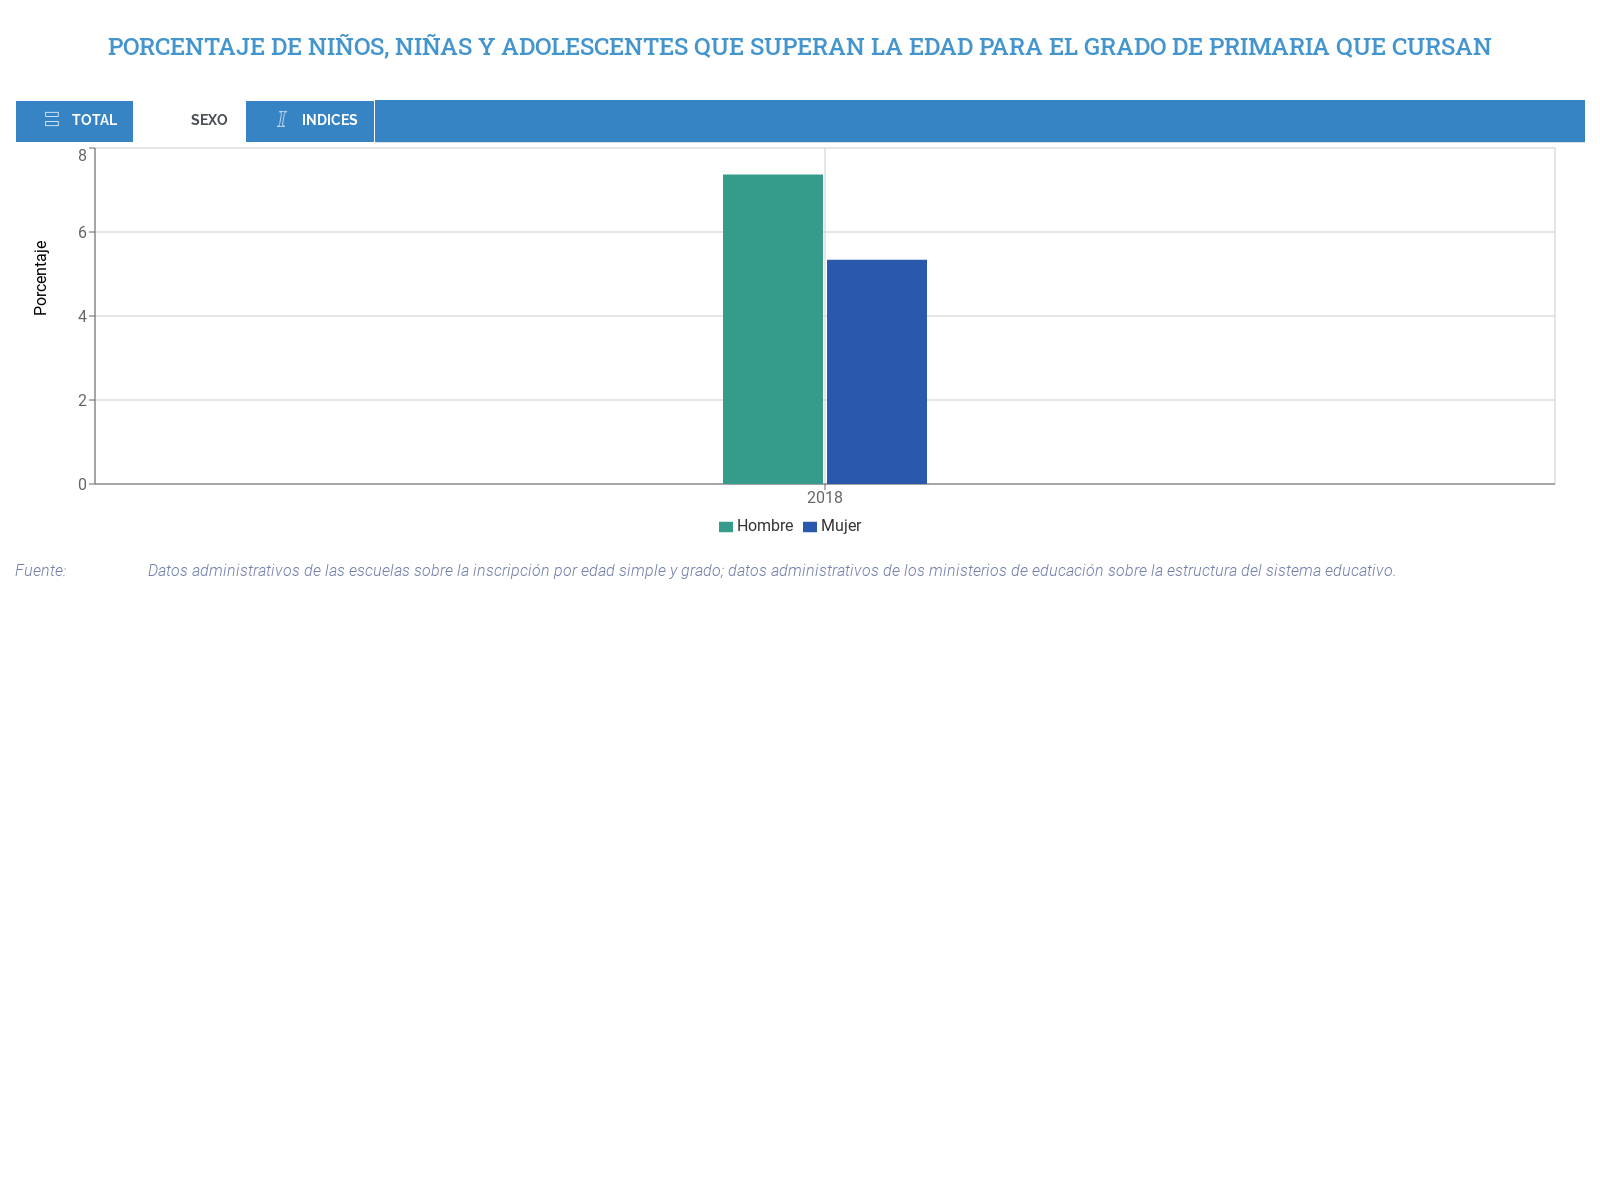 PORCENTAJE DE NIÑOS, NIÑAS Y ADOLESCENTES QUE SUPERAN LA EDAD PARA EL GRADO DE PRIMARIA QUE CURSAN
TOTAL SEXO INDICES
8
6
4
2
0
Porcentaje
2018
Hombre Mujer
Fuente: Datos administrativos de las escuelas sobre la inscripción por edad simple y grado; datos administrativos de los ministerios de educación sobre la estructura del sistema educativo.